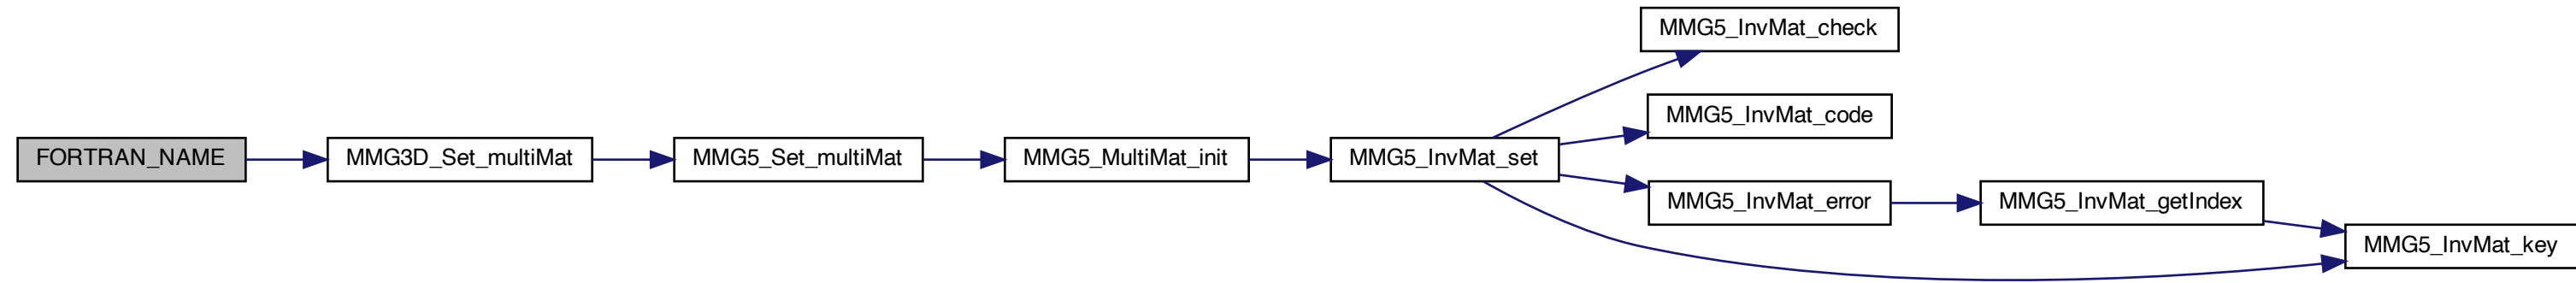 FORTRAN_NAME
MMG3D_Set_multiMat
MMG5_Set_multiMat
MMG5_MultiMat_init
MMG5_InvMat_set
MMG5_InvMat_check
MMG5_InvMat_code
MMG5_InvMat_error
MMG5_InvMat_getIndex
MMG5_InvMat_key